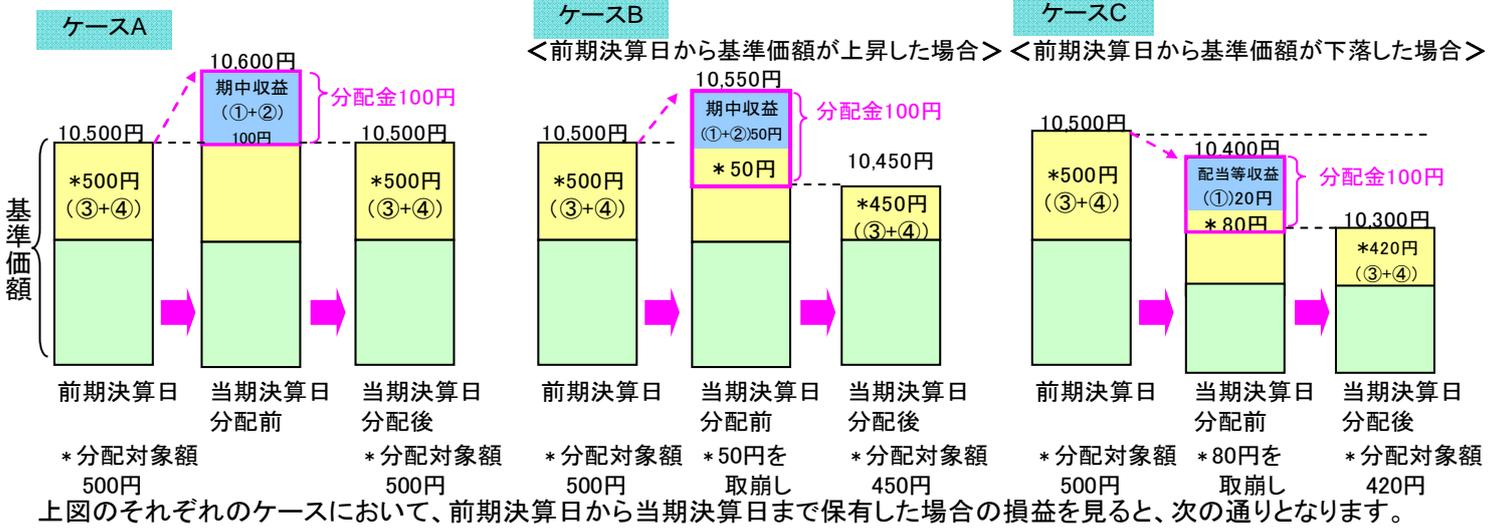 ケースA
10,600円
期中収益
(①+②)
100円
分配金100円
10,500円
10,500円
*500円
(③+④)
*500円
(③+④)
基準価額
前期決算日
当期決算日
分配前
当期決算日
分配後
*分配対象額
500円
*分配対象額
500円
ケースB
<前期決算日から基準価額が上昇した場合>
10,550円
期中収益
(①+②)50円
*50円
分配金100円
10,500円
*500円
(③+④)
10,450円
*450円
(③+④)
前期決算日
当期決算日
分配前
当期決算日
分配後
*分配対象額
500円
*50円を
取崩し
*分配対象額
450円
ケースC
<前期決算日から基準価額が下落した場合>
10,500円
*500円
(③+④)
10,400円
配当等収益
(①)20円
*80円
分配金100円
10,300円
*420円
(③+④)
前期決算日
当期決算日
分配前
当期決算日
分配後
*分配対象額
500円
*80円を
取崩し
*分配対象額
420円
上図のそれぞれのケースにおいて、前期決算日から当期決算日まで保有した場合の損益を見ると、次の通りとなります。